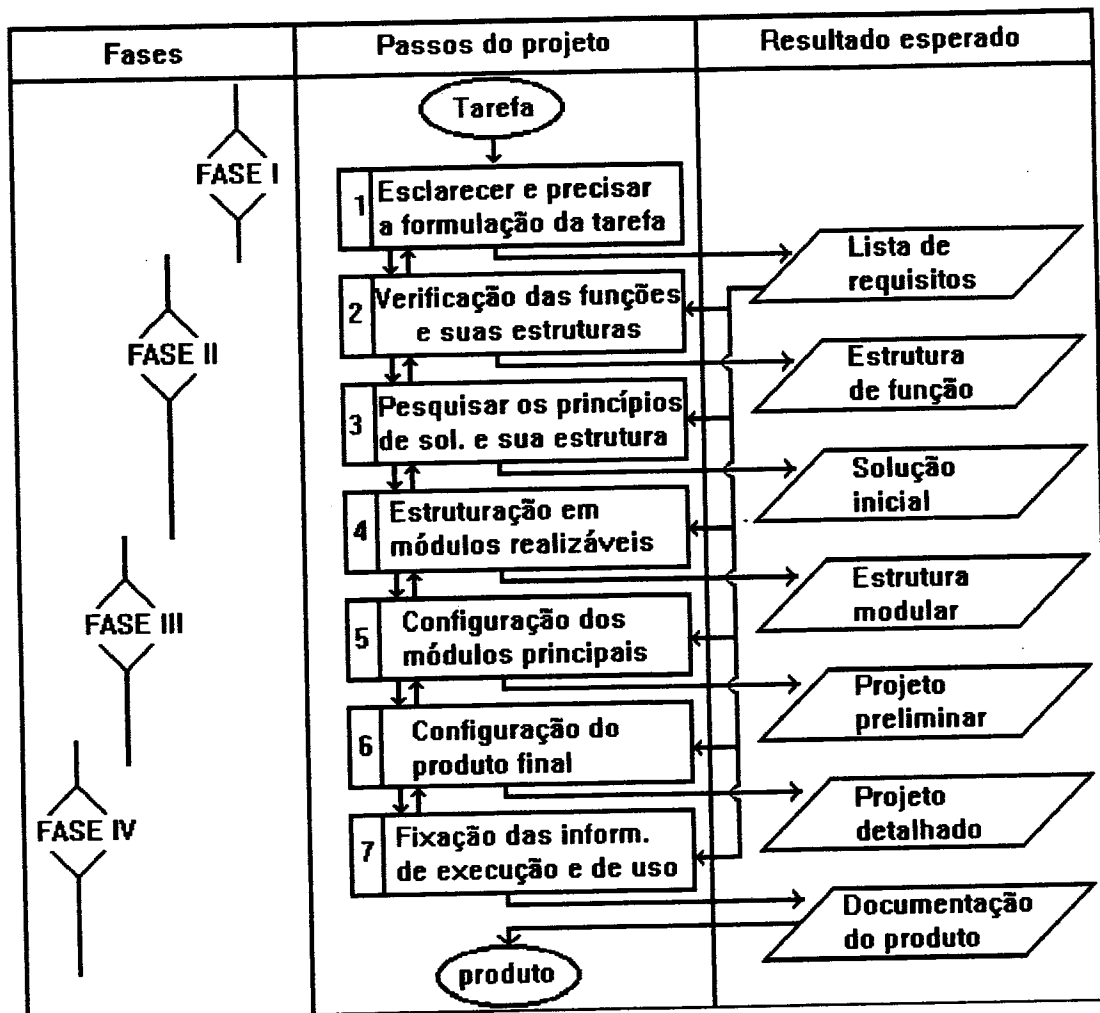 Fases
Passos do projeto
Resultado esperado
Tarefa
FASE I
1
Esclarecer e precisar
a formulação da tarefa
Lista de
requisitos
2
Verificação das funções
e suas estruturas
FASE II
Estrutura
de função
3
Pesquisar os princípios
de sol. e sua estrutura
Solução
inicial
4
Estruturação em
módulos realizáveis
Estrutura
modular
FASE III
5
Configuração dos
módulos principais
Projeto
preliminar
6
Configuração do
produto final
Projeto
detalhado
FASE IV
7
Fixação das inform.
de execução e de uso
Documentação
do produto
produto